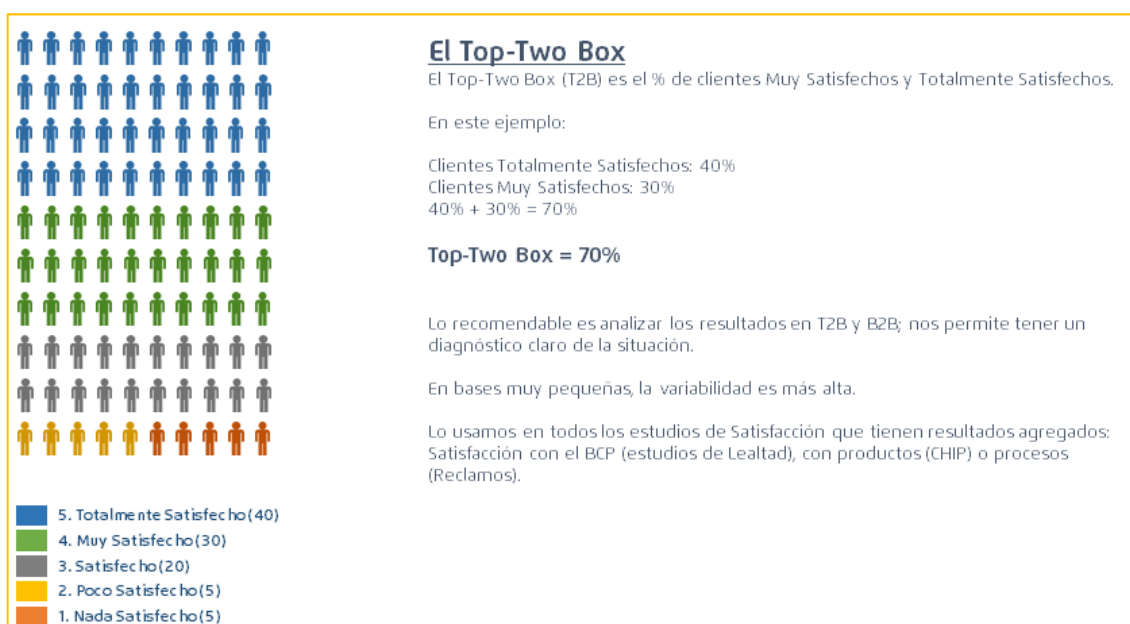 El Top-Two Box
El Top-Two Box (T2B) es el % de clientes Muy Satisfechos y Totalmente Satisfechos.
En este ejemplo:
Clientes Totalmente Satisfechos: 40%
Clientes Muy Satisfechos: 30%
40% + 30% = 70%
Top-Two Box = 70%
Lo recomendable es analizar los resultados en T2B y B2B; nos permite tener un
diagnóstico claro de la situación.
En bases muy pequeñas, la variabilidad es más alta.
Lo usamos en todos los estudios de Satisfacción que tienen resultados agregados:
Satisfacción con el BCP (estudios de Lealtad), con productos (CHIP) o procesos
(Reclamos).
5. Totalmente Satisfecho(40)
4. Muy Satisfecho(30)
3. Satisfecho(20)
2. Poco Satisfecho(5)
1. Nada Satisfecho(5)